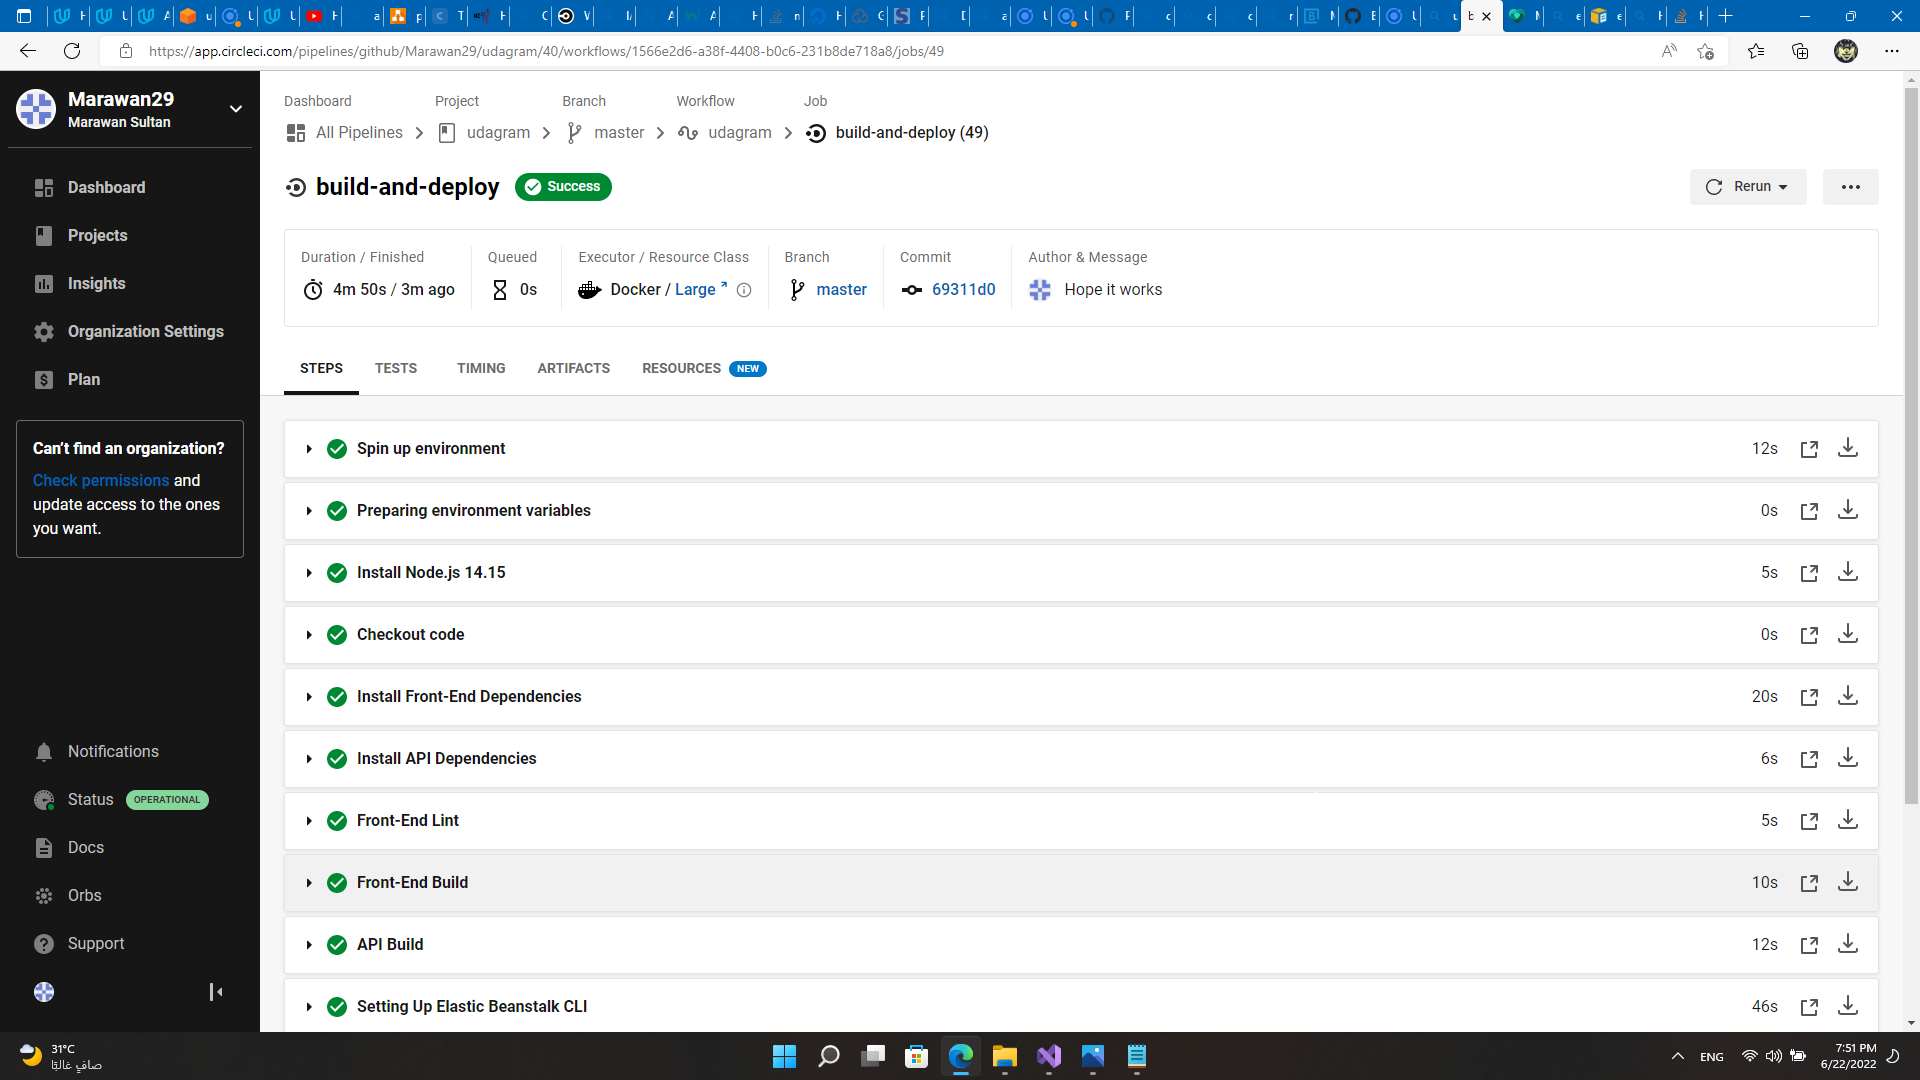 https://app.circleci.com/pipelines/github/Marawan29/udagram/40/workflows/1566e2d6-a38f-4408-b0c6-231b8de718a8/jobs/49
Marawan29
Marawan Sultan
Dashboard
Projects
Insights
Organization Settings
Plan
Can't find an organization?
Check permissions and
update access to the ones
you want.
Notifications
Status OPERATIONAL
Docs
Orbs
Support
Dashboard Project Branch Workflow Job
All Pipelines udagram master udagram build-and-deploy (49)
build-and-deploy Success
Rerun
Duration / Finished Queued Executor / Resource Class Branch Commit Author & Message
4m 50s / 3m ago 0s Docker / Large master 69311d0 Hope it works
STEPS TESTS TIMING ARTIFACTS RESOURCES NEW
Spin up environment 12s
Preparing environment variables 0s
Install Node.js 14.15 5s
Checkout code 0s
Install Front-End Dependencies 20s
Install API Dependencies 6s
Front-End Lint 5s
Front-End Build 10s
API Build 12s
Setting Up Elastic Beanstalk CLI 46s
31°C
صافٍ غالبًا
ENG
7:51 PM
6/22/2022